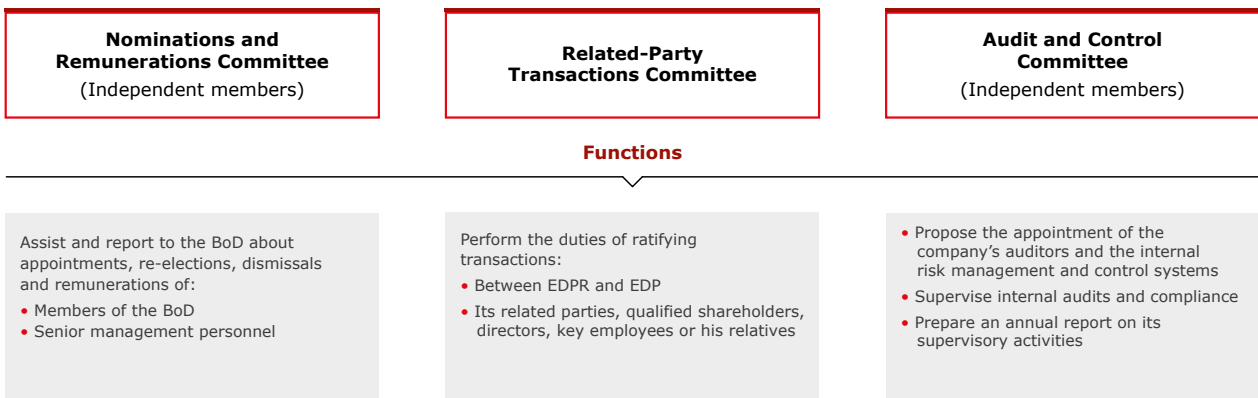 Nominations and
Remunerations Committee
(Independent members)
Related-Party
Transactions Committee
Audit and Control
Committee
(Independent members)
Functions
Assist and report to the BoD about
appointments, re-elections, dismissals
and remunerations of:
• Members of the BoD
• Senior management personnel
Perform the duties of ratifying
transactions:
• Between EDPR and EDP
• Its related parties, qualified shareholders,
directors, key employees or his relatives
• Propose the appointment of the
company’s auditors and the internal
risk management and control systems
• Supervise internal audits and compliance
• Prepare an annual report on its
supervisory activities